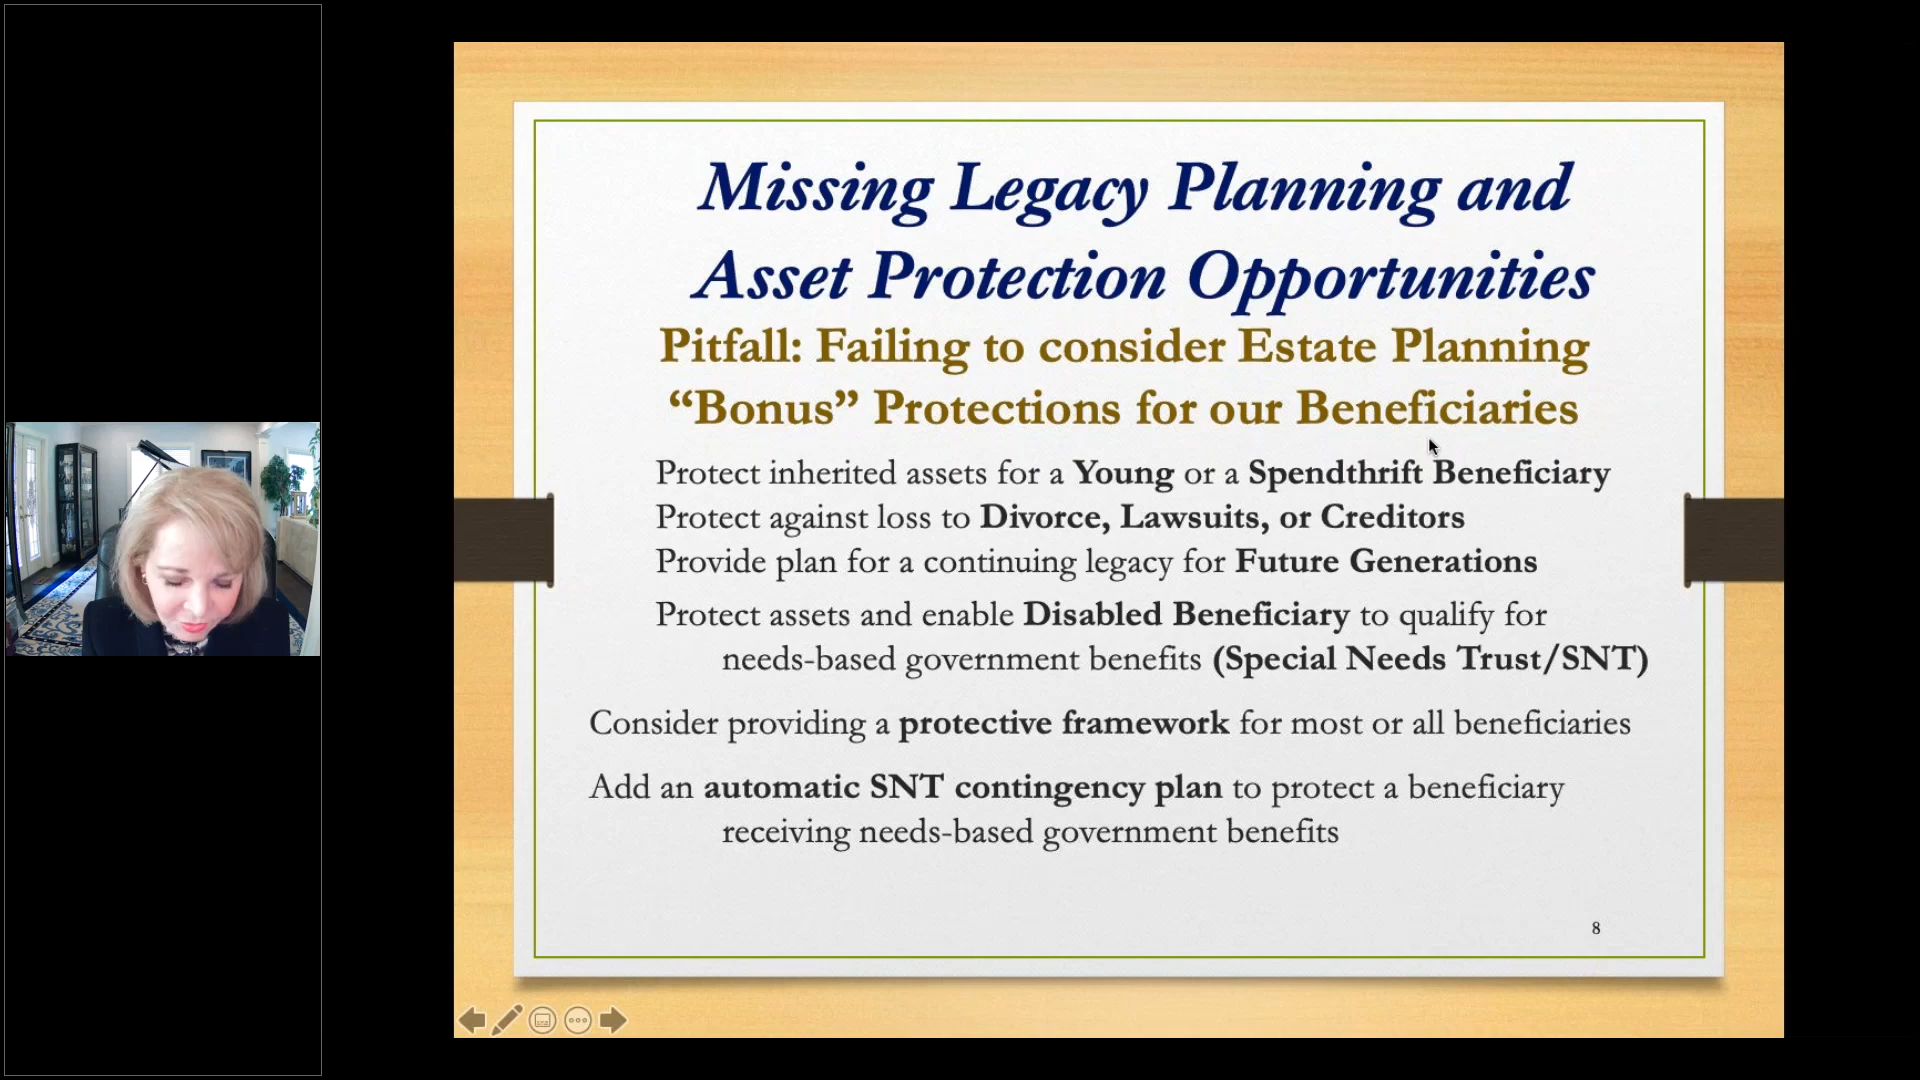 Missing Legacy Planning and
Asset Protection Opportunities
Pitfall: Failing to consider Estate Planning
“Bonus” Protections for our Beneficiaries
Protect inherited assets for a Young or a Spendthrift Beneficiary
Protect against loss to Divorce, Lawsuits, or Creditors
Provide plan for a continuing legacy for Future Generations
Protect assets and enable Disabled Beneficiary to qualify for
needs-based government benefits (Special Needs Trust/SNT)
Consider providing a protective framework for most or all beneficiaries
Add an automatic SNT contingency plan to protect a beneficiary
receiving needs-based government benefits
8